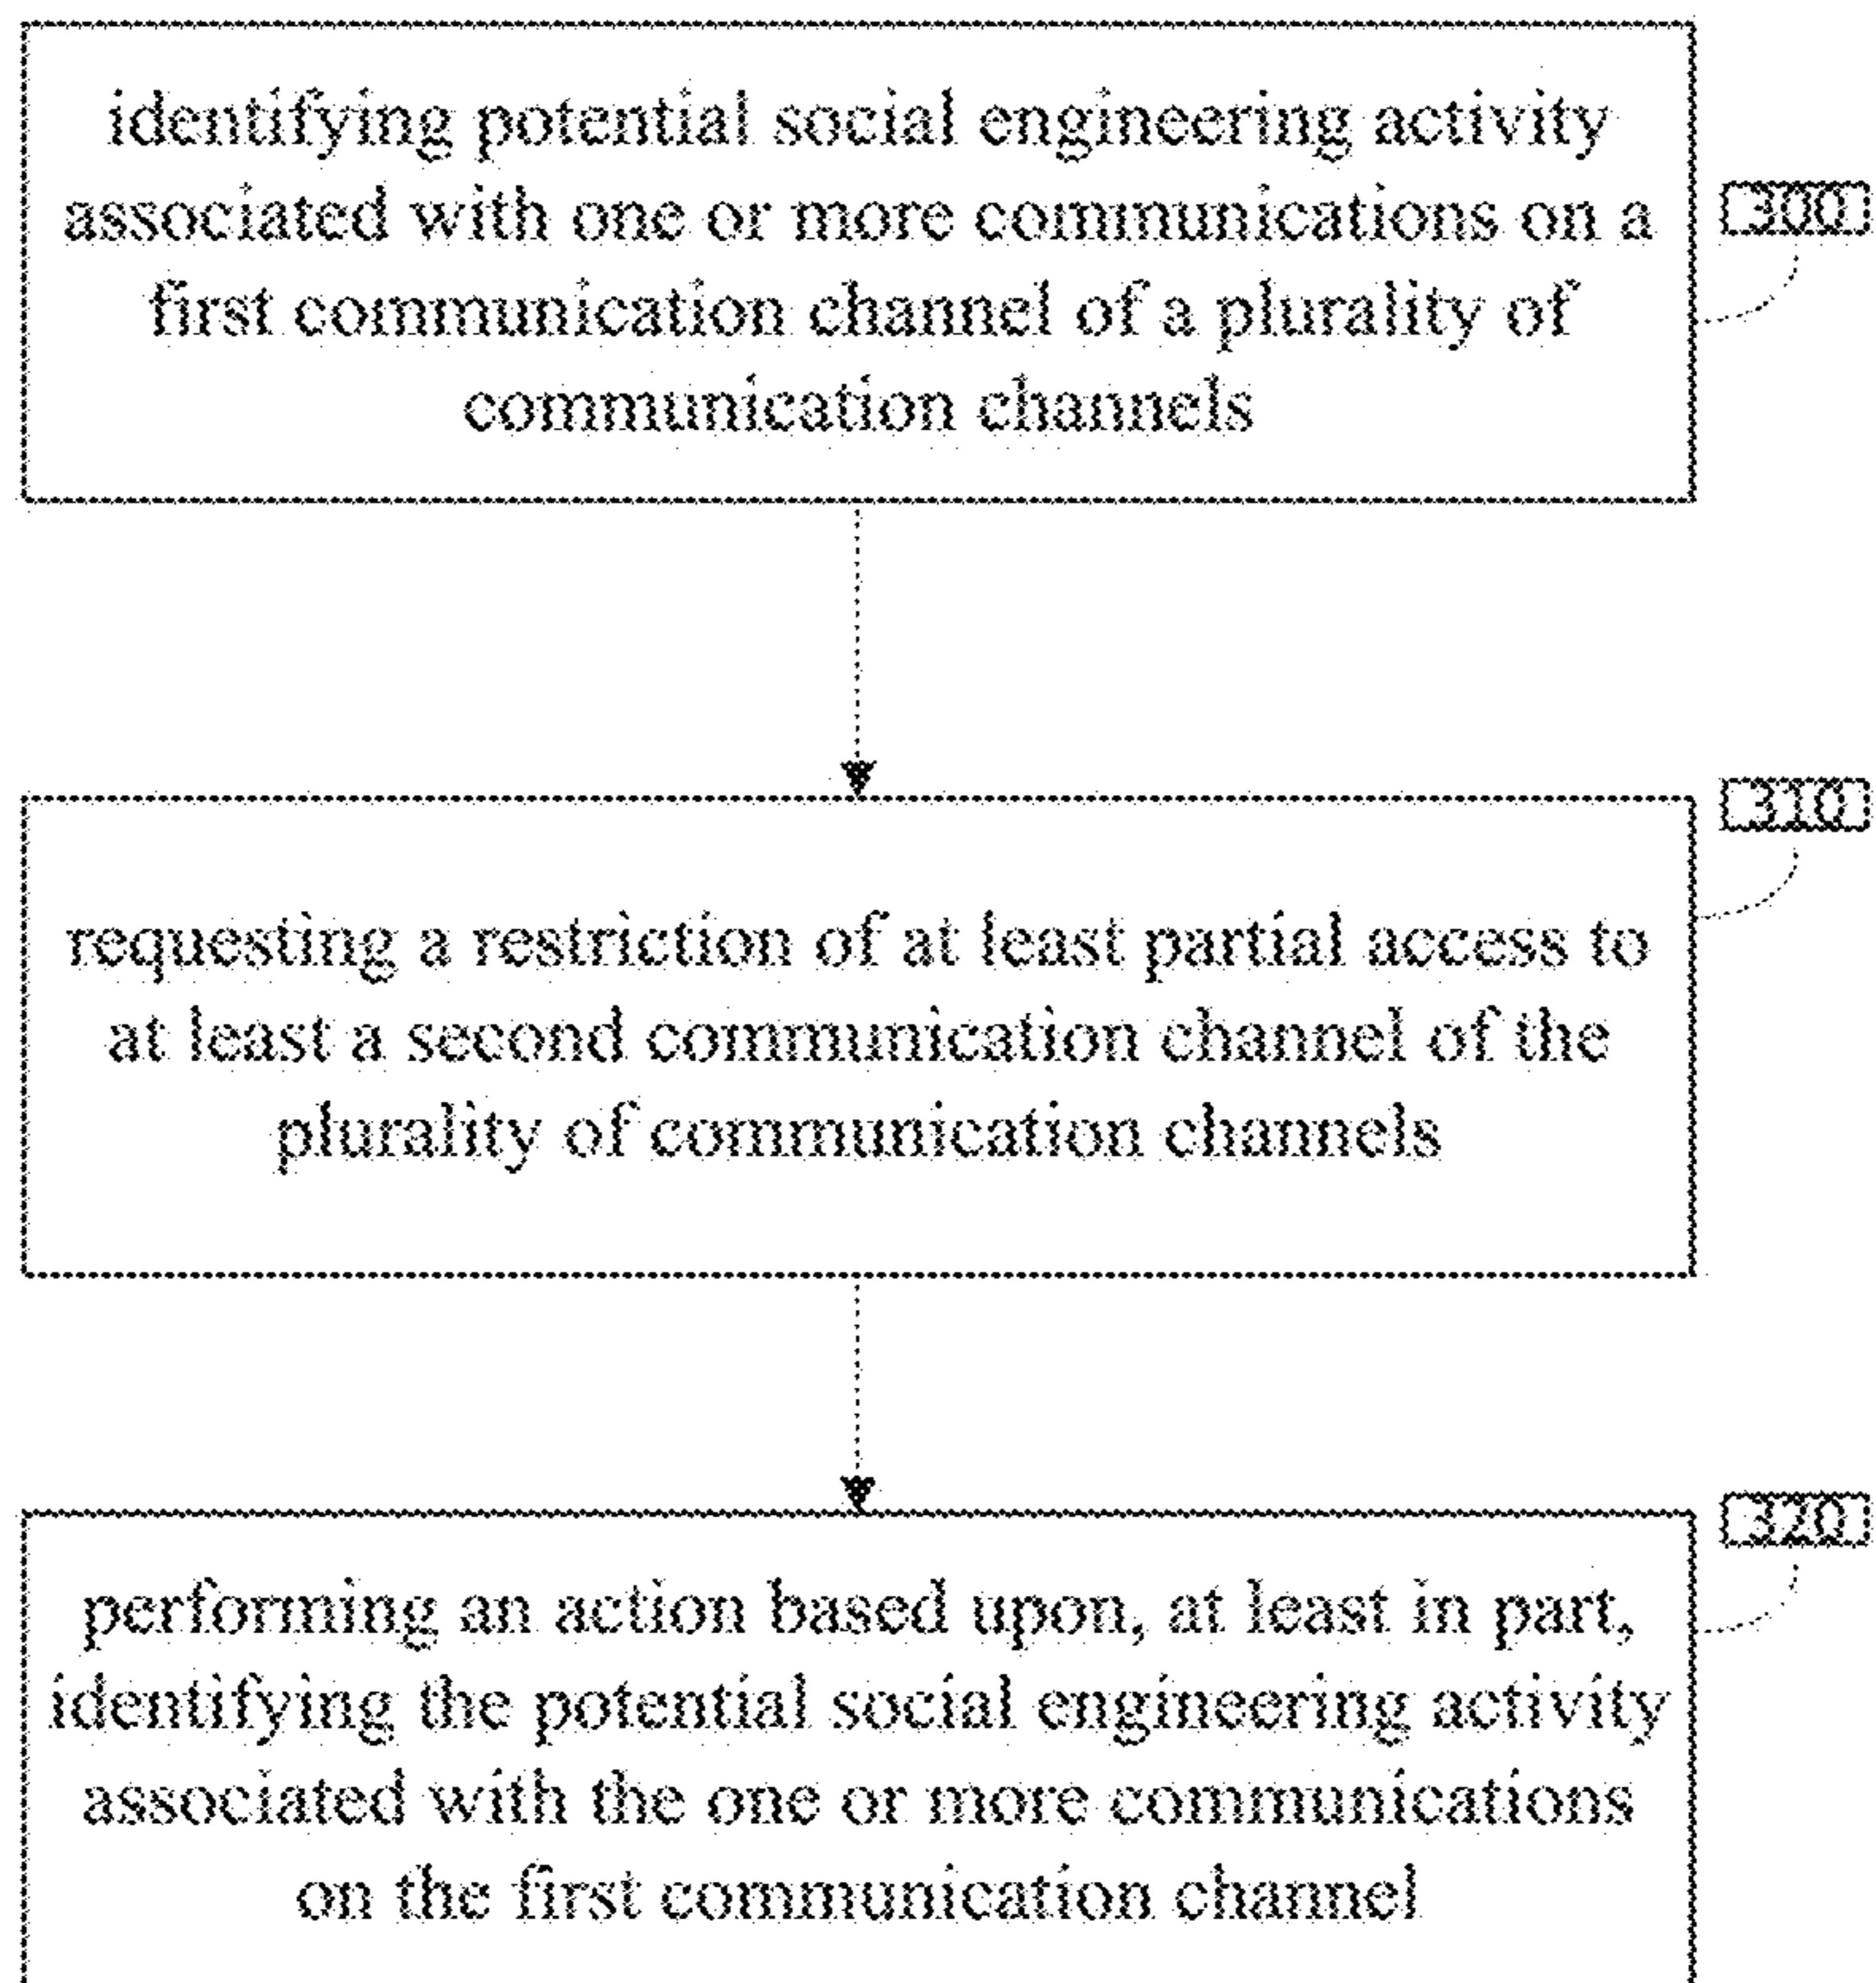 identifying potential social engineering activity
associated with one or more communications on a
first communication channel of a plurality of
communication channels
300
requesting a restriction of at least partial access to
at least a second communication channel of the
plurality of communication channels
310
performing an action based upon, at least in part,
identifying the potential social engineering activity
associated with the one or more communications
on the first communication channel
320